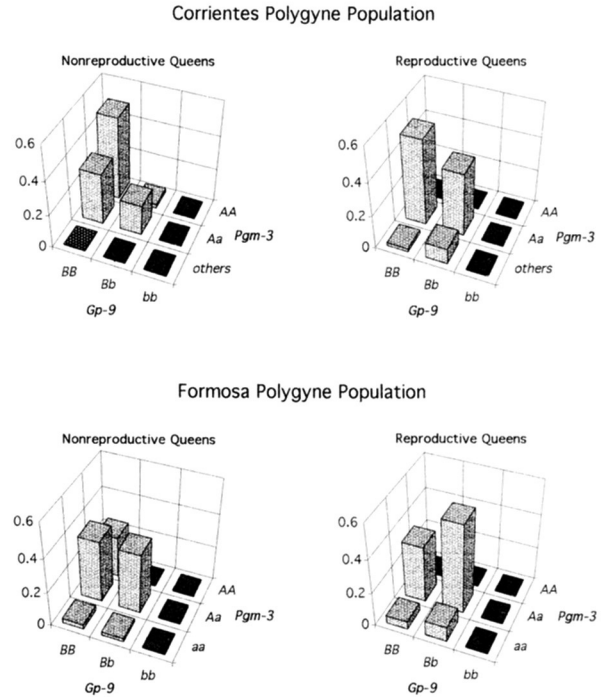 Corrientes Polygyne Population
Nonreproductive Queens
Reproductive Queens
0.6
0.4
0.2
0
BB
Bb
bb
Gp-9
AA
Aa
others
Pgm-3
0.6
0.4
0.2
0
BB
Bb
bb
Gp-9
AA
Aa
others
Pgm-3
Formosa Polygyne Population
Nonreproductive Queens
Reproductive Queens
0.6
0.4
0.2
0
BB
Bb
bb
Gp-9
AA
Aa
aa
Pgm-3
0.6
0.4
0.2
0
BB
Bb
bb
Gp-9
AA
Aa
aa
Pgm-3